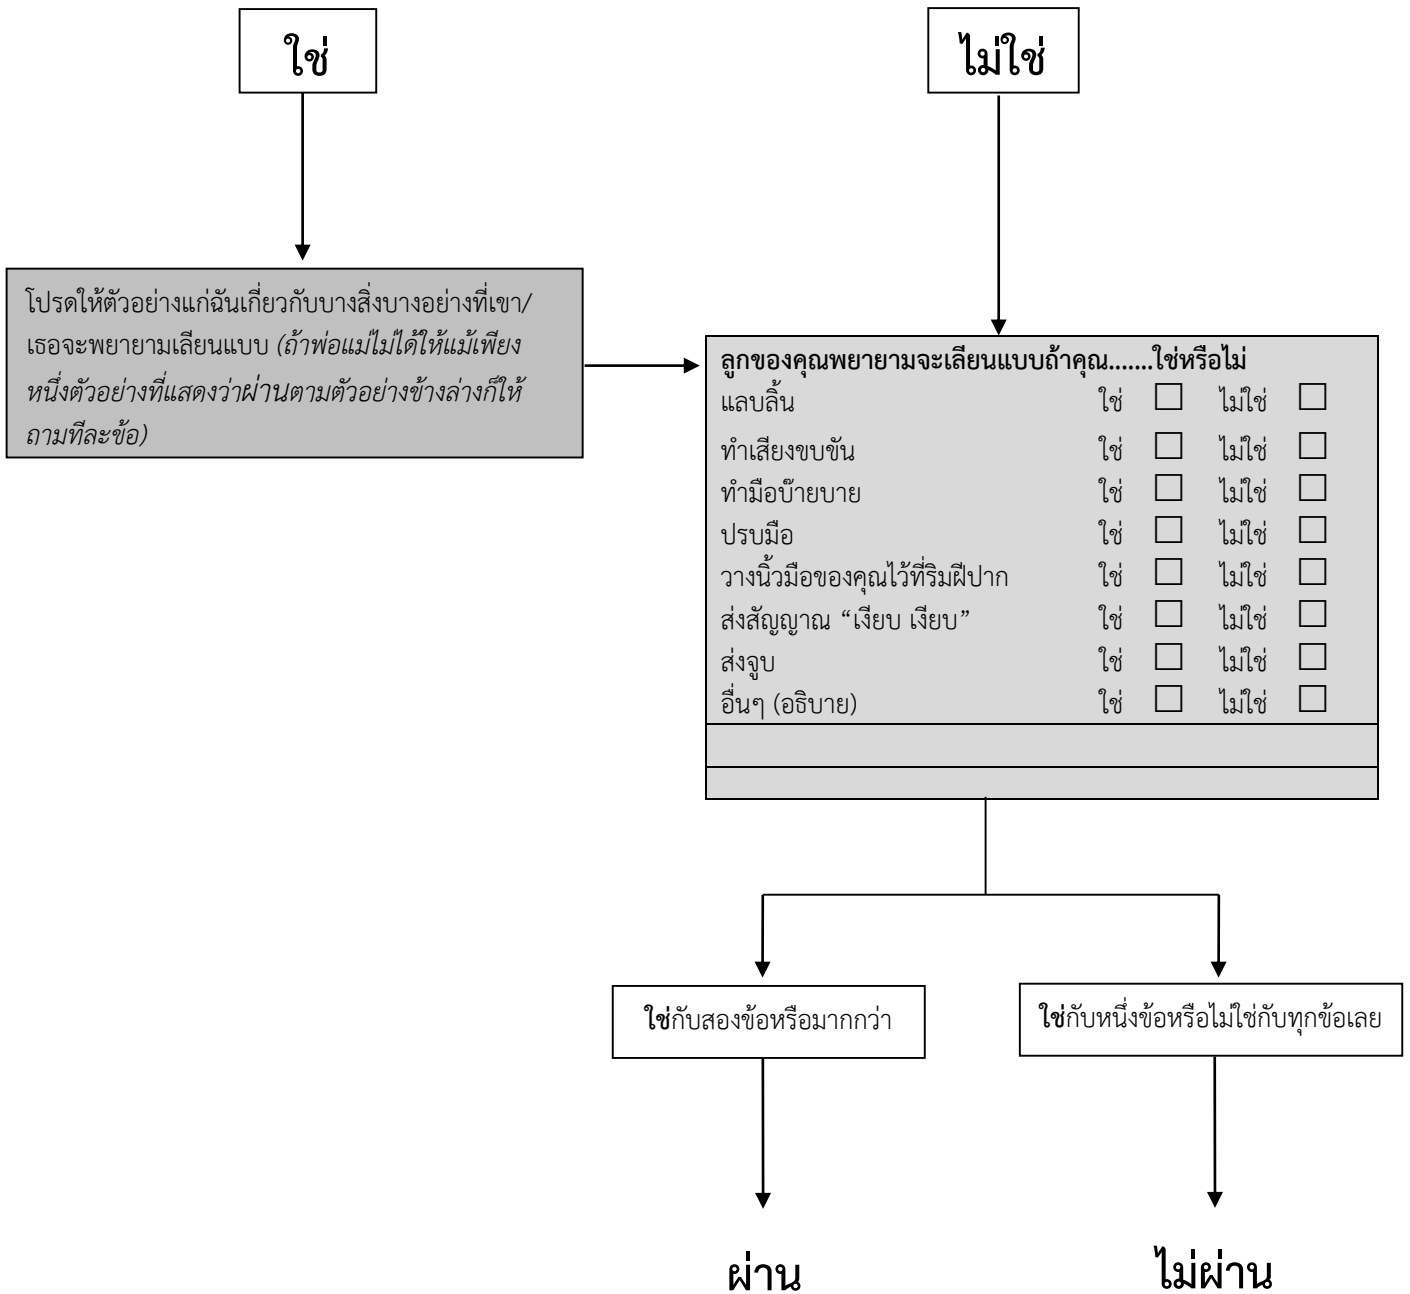 ใช่
ไม่ใช่
โปรดให้ตัวอย่างแก่ฉันเกี่ยวกับบางสิ่งบางอย่างที่เขา/
เธอจะพยายามเลียนแบบ (ถ้าพ่อแม่ไม่ได้ให้แม้เพียง
หนึ่งตัวอย่างที่แสดงว่าผ่านตามตัวอย่างข้างล่างก็ให้
ถามทีละข้อ)
ลูกของคุณพยายามจะเลียนแบบถ้าคุณ.......ใช่หรือไม่
แลบลิ้น ใช่ ☐ ไม่ใช่ ☐
ทำเสียงขบขัน ใช่ ☐ ไม่ใช่ ☐
ทำมือบ๊ายบาย ใช่ ☐ ไม่ใช่ ☐
ปรบมือ ใช่ ☐ ไม่ใช่ ☐
วางนิ้วมือของคุณไว้ที่ริมฝีปาก ใช่ ☐ ไม่ใช่ ☐
ส่งสัญญาณ “เงียบ เงียบ” ใช่ ☐ ไม่ใช่ ☐
ส่งจูบ ใช่ ☐ ไม่ใช่ ☐
อื่นๆ (อธิบาย) ใช่ ☐ ไม่ใช่ ☐
ใช่กับสองข้อหรือมากกว่า
ใช่กับหนึ่งข้อหรือไม่ใช่กับทุกข้อเลย
ผ่าน
ไม่ผ่าน